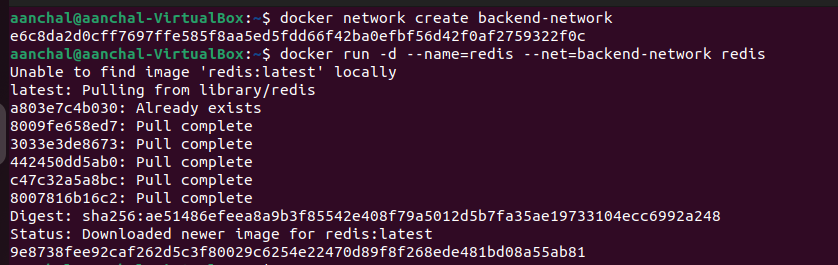 aanchal@aanchal-VirtualBox:~$ docker network create backend-network
e6c8da2d0cff7697ffe585f8aa5ed5fdd66f42ba0efbf56d42f0af2759322f0c
aanchal@aanchal-VirtualBox:~$ docker run -d --name=redis --net=backend-network redis
Unable to find image 'redis:latest' locally
latest: Pulling from library/redis
a803e7c4b030: Already exists
8009fe658ed7: Pull complete
3033e3de8673: Pull complete
442450dd5ab0: Pull complete
c47c32a5a8bc: Pull complete
8007816b16c2: Pull complete
Digest: sha256:ae51486efeea8a9b3f85542e408f79a5012d5b7fa35ae19733104ecc6992a248
Status: Downloaded newer image for redis:latest
9e8738fee92caf262d5c3f80029c6254e22470d89f8f268ede481bd08a55ab81